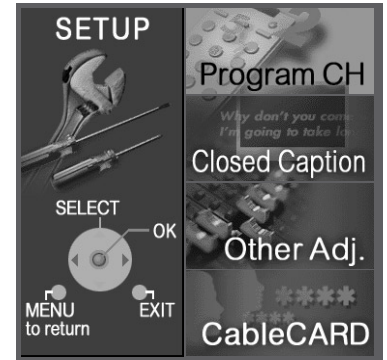 SETUP
SELECT
OK
MENU
to return
EXIT
Program CH
Why don't you com
I'm going to take lo
Closed Caption
Other Adj.
****
****
CableCARD